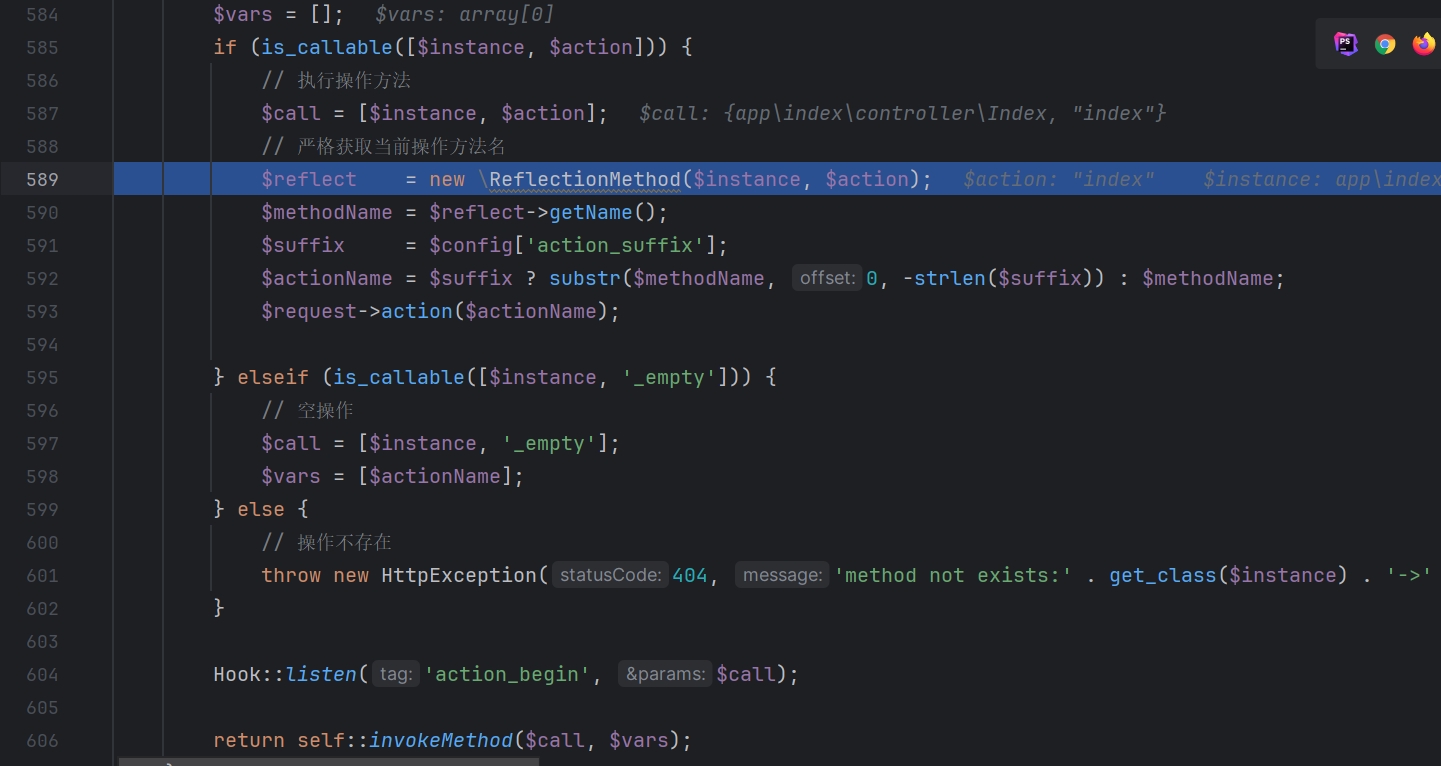 584 $vars = []; $vars: array[0]
585 if (is_callable([$instance, $action])) {
586 // 执行操作方法
587 $call = [$instance, $action]; $call: {app\index\controller\Index, "index"}
588 // 严格获取当前操作方法名
589 $reflect = new \ReflectionMethod($instance, $action); $action: "index" $instance: app\index
590 $methodName = $reflect->getName();
591 $suffix = $config['action_suffix'];
592 $actionName = $suffix ? substr($methodName, offset: 0, -strlen($suffix)) : $methodName;
593 $request->action($actionName);
594
595 } elseif (is_callable([$instance, '_empty'])) {
596 // 空操作
597 $call = [$instance, '_empty'];
598 $vars = [$actionName];
599 } else {
600 // 操作不存在
601 throw new HttpException( statusCode: 404, message: 'method not exists:' . get_class($instance) . '->'
602 }
603
604 Hook::listen( tag: 'action_begin', &params: $call);
605
606 return self::invokeMethod($call, $vars);